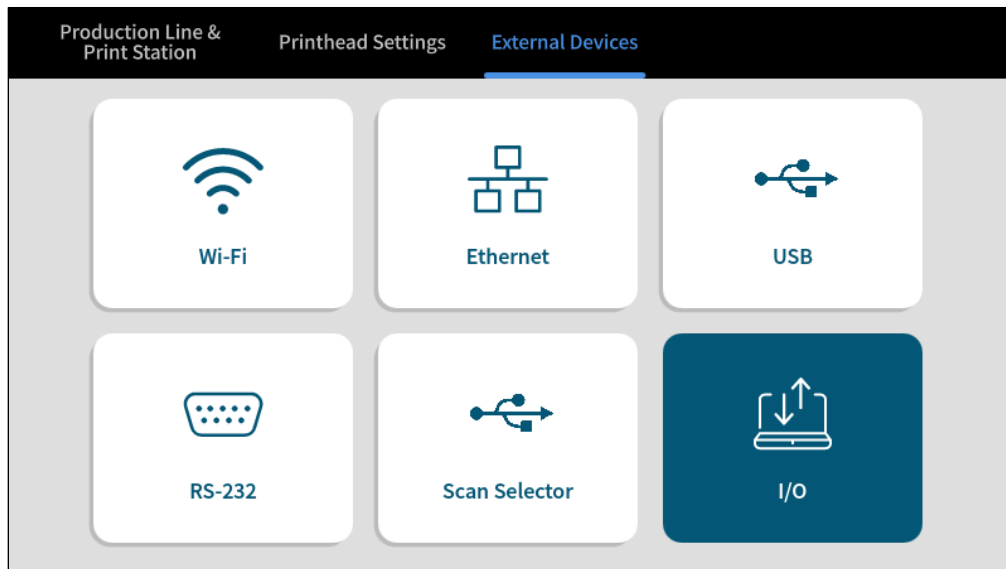 Production Line &
Print Station
Printhead Settings
External Devices
Wi-Fi
Ethernet
USB
RS-232
Scan Selector
I/O